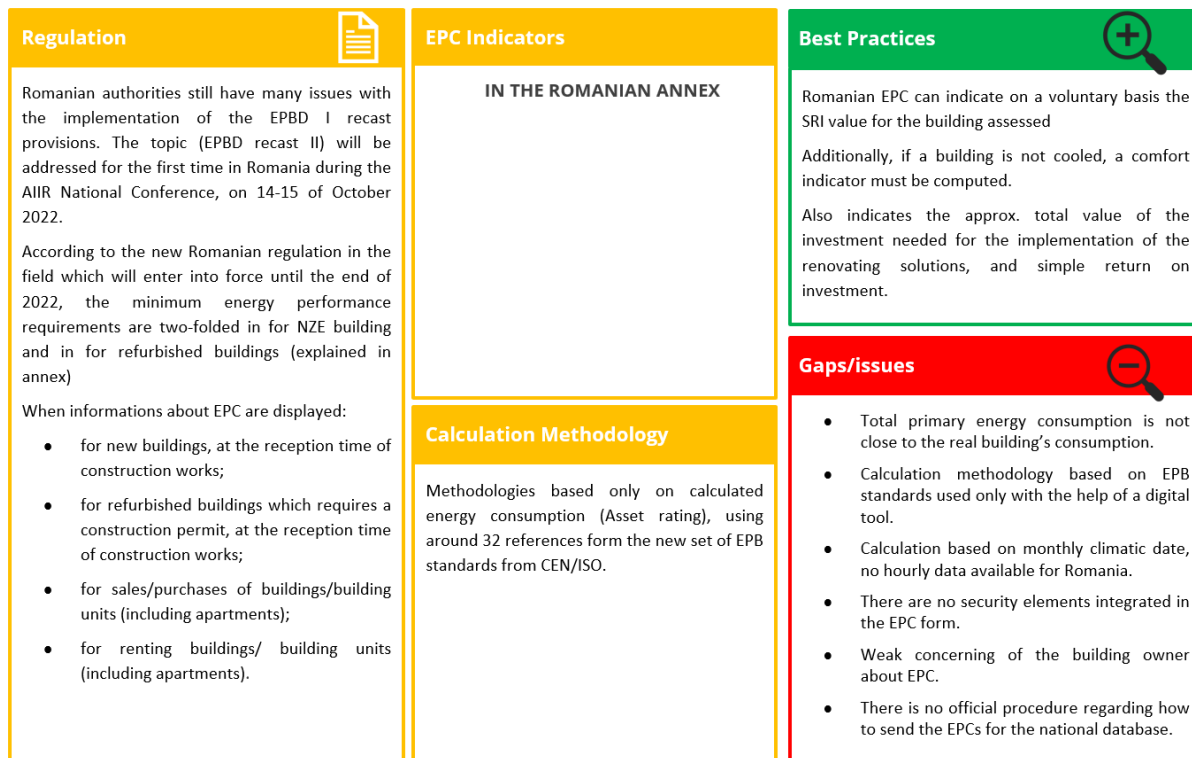 Regulation
Romanian authorities still have many issues with
the implementation of the EPBD I recast
provisions. The topic (EPBD recast II) will be
addressed for the first time in Romania during the
AIIR National Conference, on 14-15 of October
2022.
According to the new Romanian regulation in the
field which will enter into force until the end of
2022, the minimum energy performance
requirements are two-folded in for NZE building
and in for refurbished buildings (explained in
annex)
When informations about EPC are displayed:
● for new buildings, at the reception time of
construction works;
● for refurbished buildings which requires a
construction permit, at the reception time
of construction works;
● for sales/purchases of buildings/building
units (including apartments);
● for renting buildings/ building units
(including apartments).
EPC Indicators
IN THE ROMANIAN ANNEX
Calculation Methodology
Methodologies based only on calculated
energy consumption (Asset rating), using
around 32 references form the new set of EPB
standards from CEN/ISO.
Best Practices
Romanian EPC can indicate on a voluntary basis the
SRI value for the building assessed
Additionally, if a building is not cooled, a comfort
indicator must be computed.
Also indicates the approx. total value of the
investment needed for the implementation of the
renovating solutions, and simple return on
investment.
Gaps/issues
● Total primary energy consumption is not
close to the real building's consumption.
● Calculation methodology based on EPB
standards used only with the help of a digital
tool.
● Calculation based on monthly climatic date,
no hourly data available for Romania.
● There are no security elements integrated in
the EPC form.
● Weak concerning of the building owner
about EPC.
● There is no official procedure regarding how
to send the EPCs for the national database.